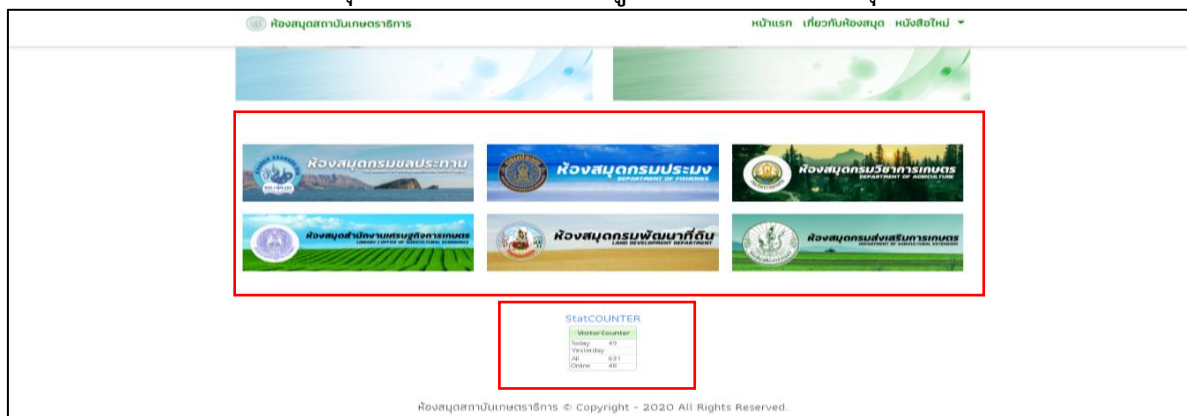 ห้องสมุดสถาบันเกษตราธิการ
หน้าแรก เกี่ยวกับห้องสมุด หนังสือใหม่
ห้องสมุดกรมชลประทาน
ห้องสมุดกรมประมง
DEPARTMENT OF FISHERIES
ห้องสมุดกรมวิชาการเกษตร
DEPARTMENT OF AGRICULTURE
ห้องสมุดสำนักงานเศรษฐกิจการเกษตร
LIBRARY | OFFICE OF AGRICULTURAL ECONOMICS
ห้องสมุดกรมพัฒนาที่ดิน
LAND DEVELOPMENT DEPARTMENT
ห้องสมุดกรมส่งเสริมการเกษตร
DEPARTMENT OF AGRICULTURAL EXTENSION
StatCOUNTER
Visitor Counter
Today 49
Yesterday
All 631
Online 48
ห้องสมุดสถาบันเกษตราธิการ © Copyright - 2020 All Rights Reserved.